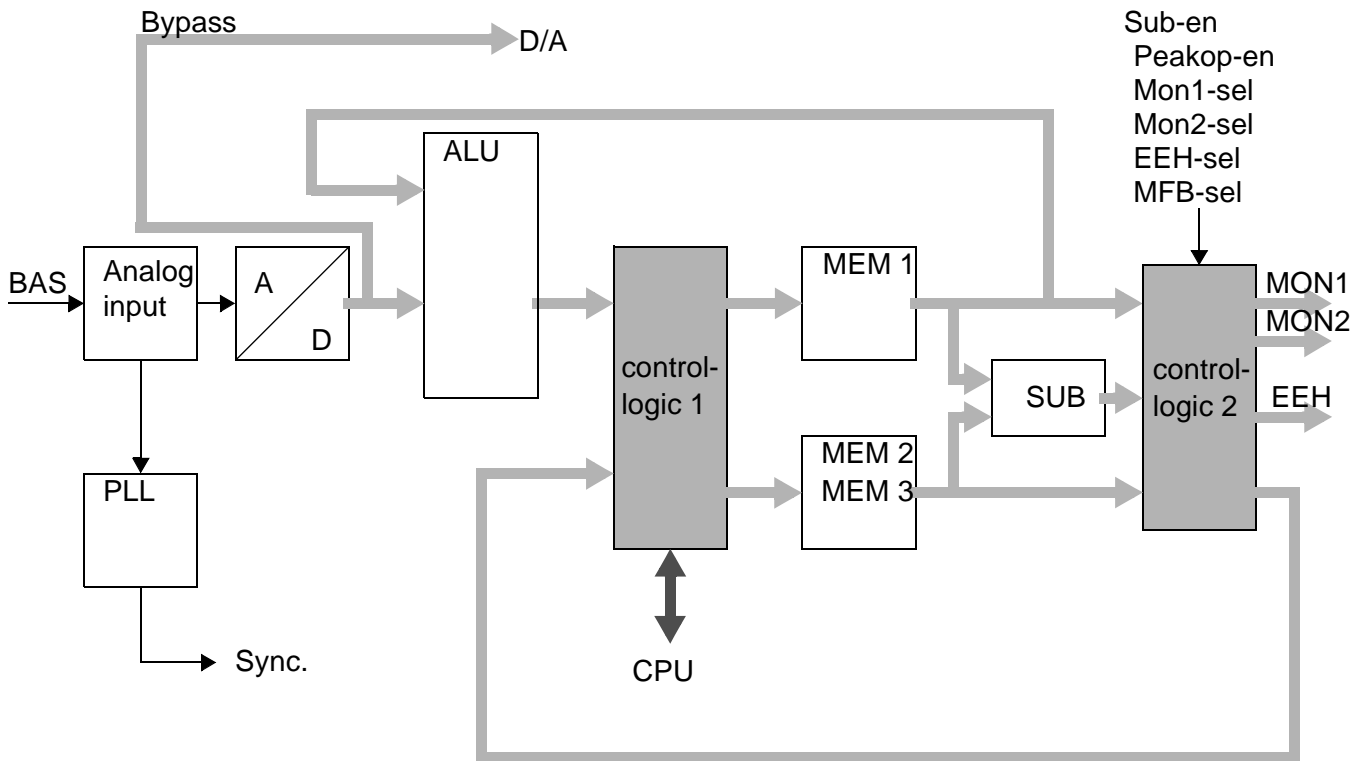 Bypass
D/A
Sub-en
Peakop-en
Mon1-sel
Mon2-sel
EEH-sel
MFB-sel
ALU
BAS
Analog
input
A
D
MEM 1
MON1
MON2
control-
logic 1
SUB
control-
logic 2
EEH
MEM 2
MEM 3
PLL
Sync.
CPU